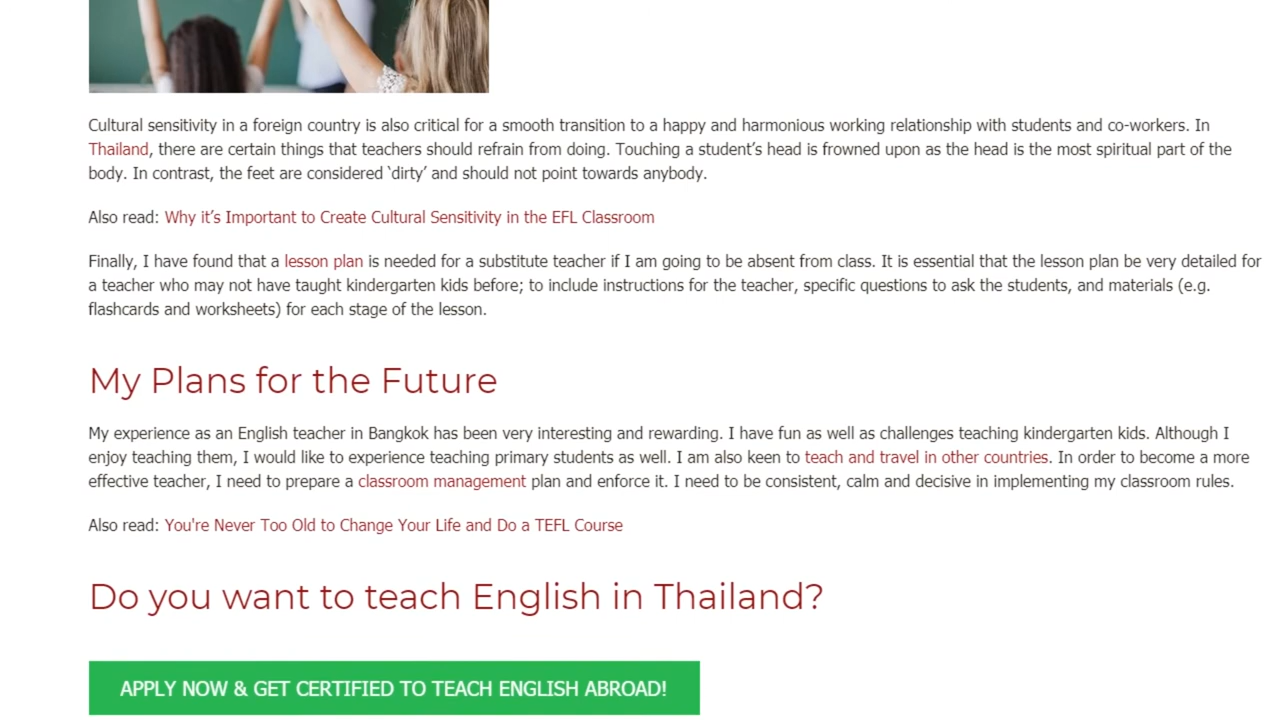 Cultural sensitivity in a foreign country is also critical for a smooth transition to a happy and harmonious working relationship with students and co-workers. In
Thailand, there are certain things that teachers should refrain from doing. Touching a student’s head is frowned upon as the head is the most spiritual part of the
body. In contrast, the feet are considered ‘dirty’ and should not point towards anybody.
Also read: Why it’s Important to Create Cultural Sensitivity in the EFL Classroom
Finally, I have found that a lesson plan is needed for a substitute teacher if I am going to be absent from class. It is essential that the lesson plan be very detailed for
a teacher who may not have taught kindergarten kids before; to include instructions for the teacher, specific questions to ask the students, and materials (e.g.
flashcards and worksheets) for each stage of the lesson.
My Plans for the Future
My experience as an English teacher in Bangkok has been very interesting and rewarding. I have fun as well as challenges teaching kindergarten kids. Although I
enjoy teaching them, I would like to experience teaching primary students as well. I am also keen to teach and travel in other countries. In order to become a more
effective teacher, I need to prepare a classroom management plan and enforce it. I need to be consistent, calm and decisive in implementing my classroom rules.
Also read: You're Never Too Old to Change Your Life and Do a TEFL Course
Do you want to teach English in Thailand?
APPLY NOW & GET CERTIFIED TO TEACH ENGLISH ABROAD!